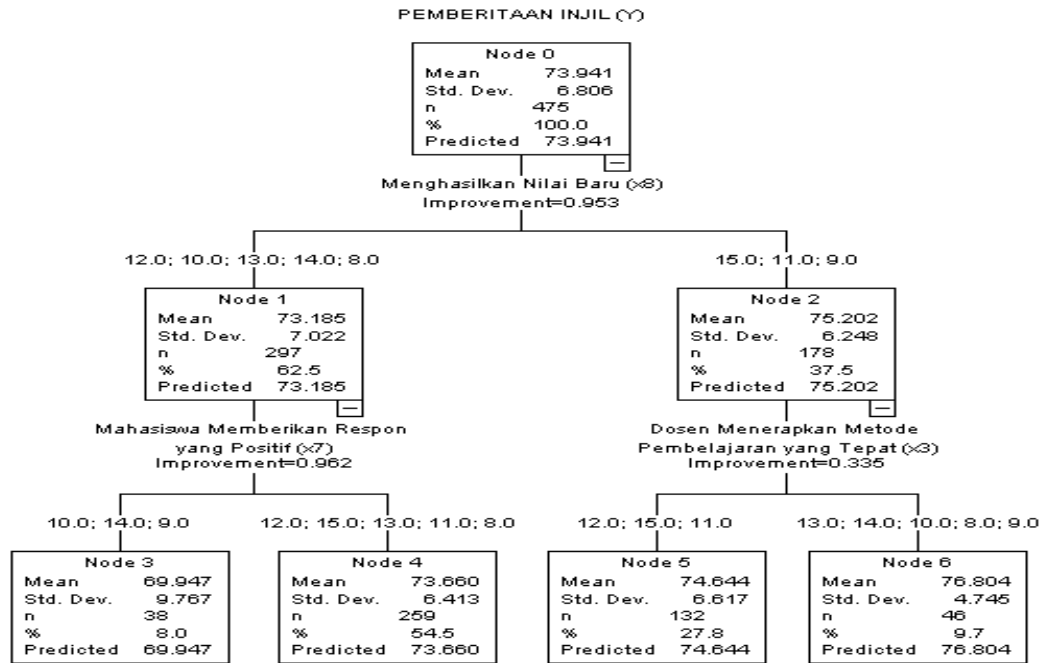 PEMBERITAAN INJIL (Y)
Node 0
Mean 73.941
Std. Dev. 6.806
n 475
% 100.0
Predicted 73.941
Menghasilkan Nilai Baru (x8)
Improvement=0.953
12.0; 10.0; 13.0; 14.0; 8.0
Node 1
Mean 73.185
Std. Dev. 7.022
n 297
% 62.5
Predicted 73.185
15.0; 11.0; 9.0
Node 2
Mean 75.202
Std. Dev. 6.248
n 178
% 37.5
Predicted 75.202
Mahasiswa Memberikan Respon
yang Positif (x7)
Improvement=0.962
Dosen Menerapkan Metode
Pembelajaran yang Tepat (x3)
Improvement=0.335
10.0; 14.0; 9.0
Node 3
Mean 69.947
Std. Dev. 9.767
n 38
% 8.0
Predicted 69.947
12.0; 15.0; 13.0; 11.0; 8.0
Node 4
Mean 73.660
Std. Dev. 6.413
n 259
% 54.5
Predicted 73.660
12.0; 15.0; 11.0
Node 5
Mean 74.644
Std. Dev. 6.617
n 132
% 27.8
Predicted 74.644
13.0; 14.0; 10.0; 8.0; 9.0
Node 6
Mean 76.804
Std. Dev. 4.745
n 46
% 9.7
Predicted 76.804